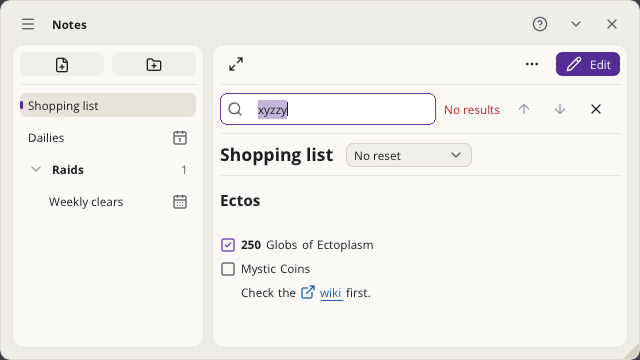 Notes
Edit
Shopping list
Dailies
Raids 1
Weekly clears
xyzzy No results
Shopping list No reset
Ectos
250 Globs of Ectoplasm
Mystic Coins
Check the wiki first.